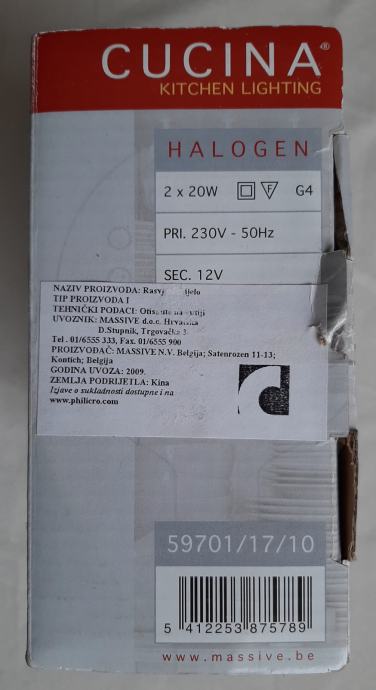 CUCINA®
KITCHEN LIGHTING
HALOGEN
2 x 20W F G4
PRI. 230V - 50Hz
SEC. 12V
NAZIV PROIZVODA:
TIP PROIZVODA I
TEHNIČKI PODACI:
UVOZNIK: MASSIVE d.o.o. Hrvatska
D.Stupnik, Trgovačka 3
Tel . 01/6555 333, Fax. 01/6555 900
PROIZVOĐAČ: MASSIVE N.V. Belgija; Satenrozen 11-13;
Kontich; Belgija
GODINA UVOZA: 2009.
ZEMLJA PODRIJETLA: Kina
Izjave o sukladnosti dostupne i na
www.philicro.com
59701/17/10
5 412253 875789
www.massive.be